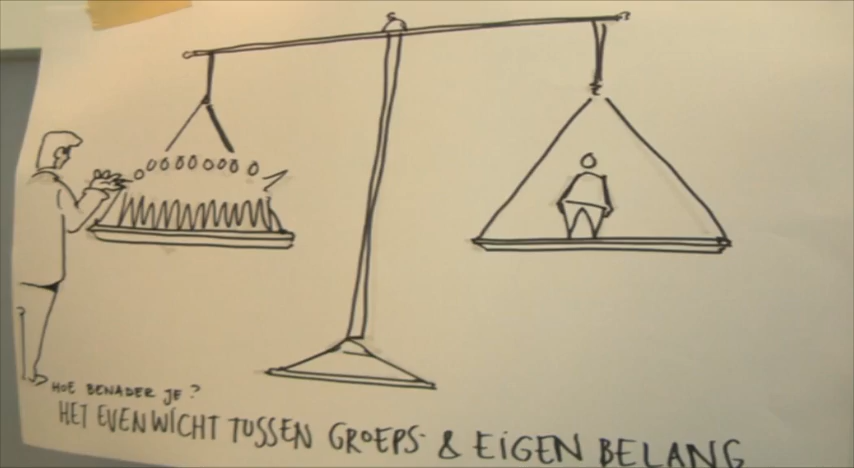 HOE BENADER JE?
HET EVENWICHT TUSSEN GROEPS- & EIGEN BELANG